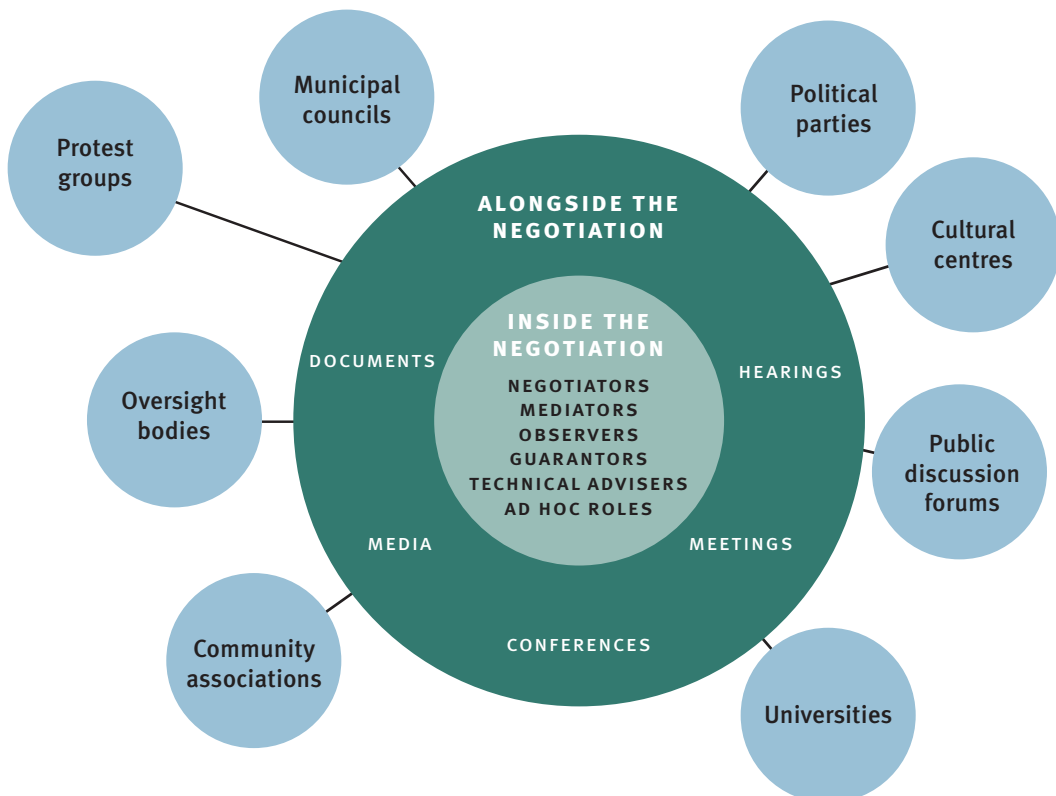 Municipal
councils
Political
parties
Protest
groups
Cultural
centres
ALONGSIDE THE
NEGOTIATION
INSIDE THE
NEGOTIATION
NEGOTIATORS
MEDIATORS
OBSERVERS
GUARANTORS
TECHNICAL ADVISERS
AD HOC ROLES
DOCUMENTS
HEARINGS
MEDIA
MEETINGS
CONFERENCES
Oversight
bodies
Public
discussion
forums
Community
associations
Universities